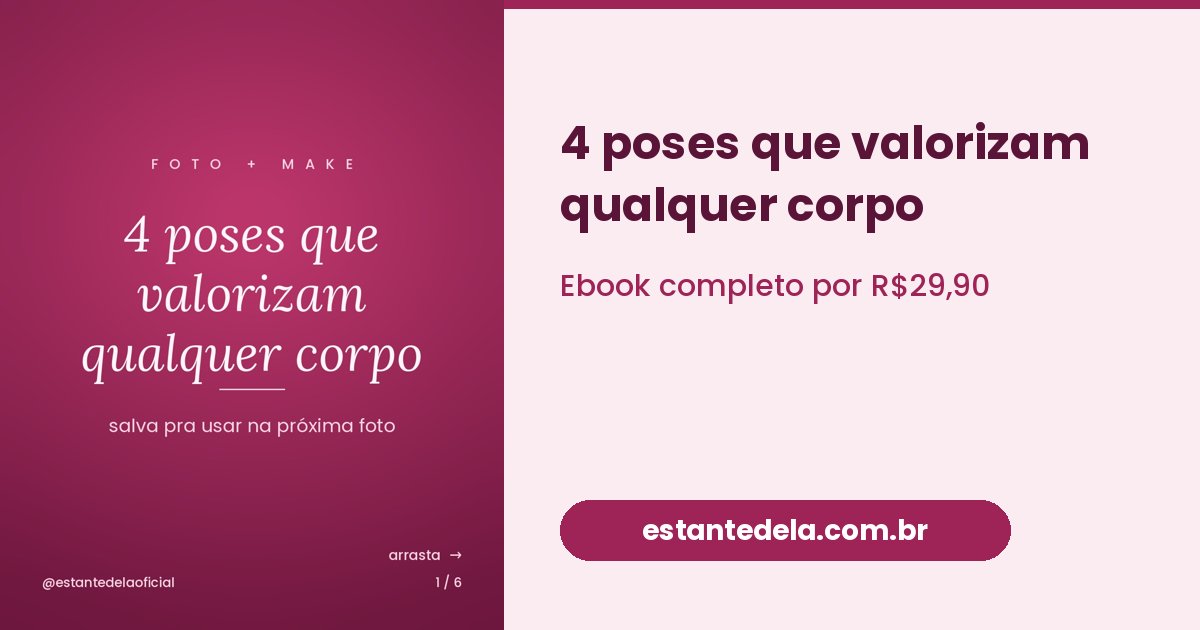 FOTO + MAKE
4 poses que
valorizam
qualquer corpo
salva pra usar na próxima foto
arrasta →
@estantedelaoficial
1 / 6
4 poses que valorizam
qualquer corpo
Ebook completo por R$29,90
estantedela.com.br